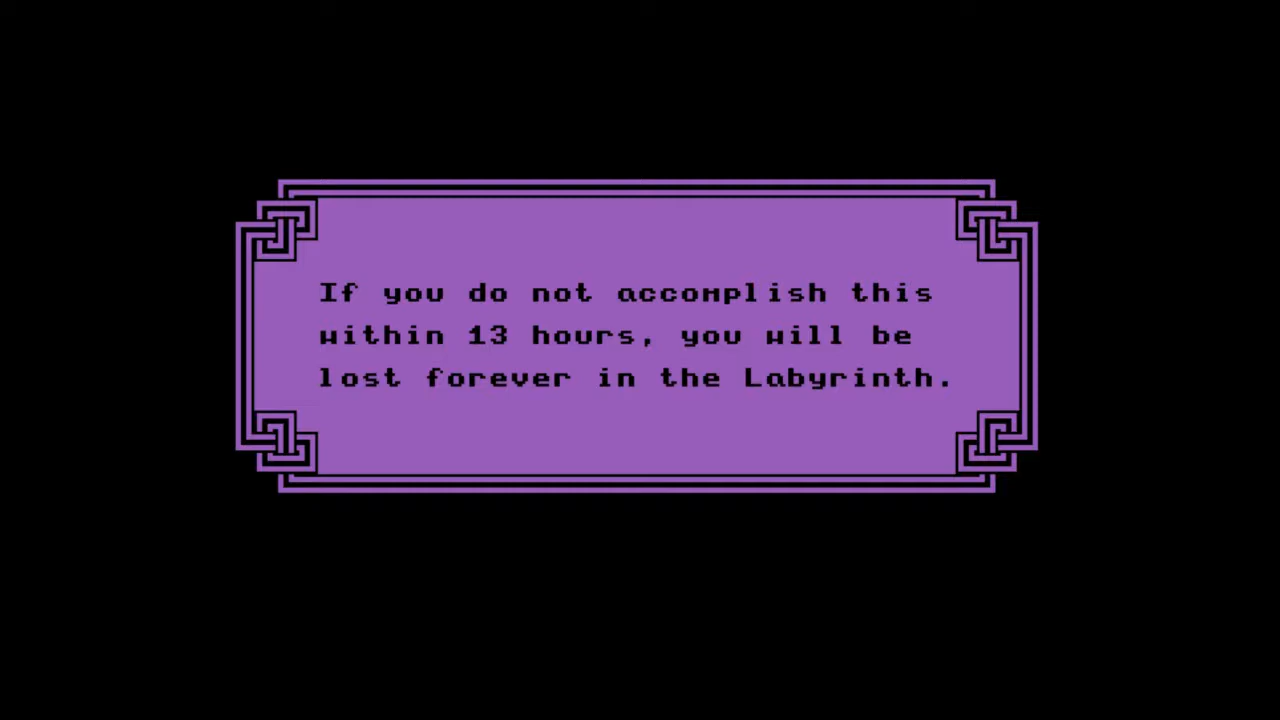 If you do not accomplish this
within 13 hours, you will be
lost forever in the Labyrinth.